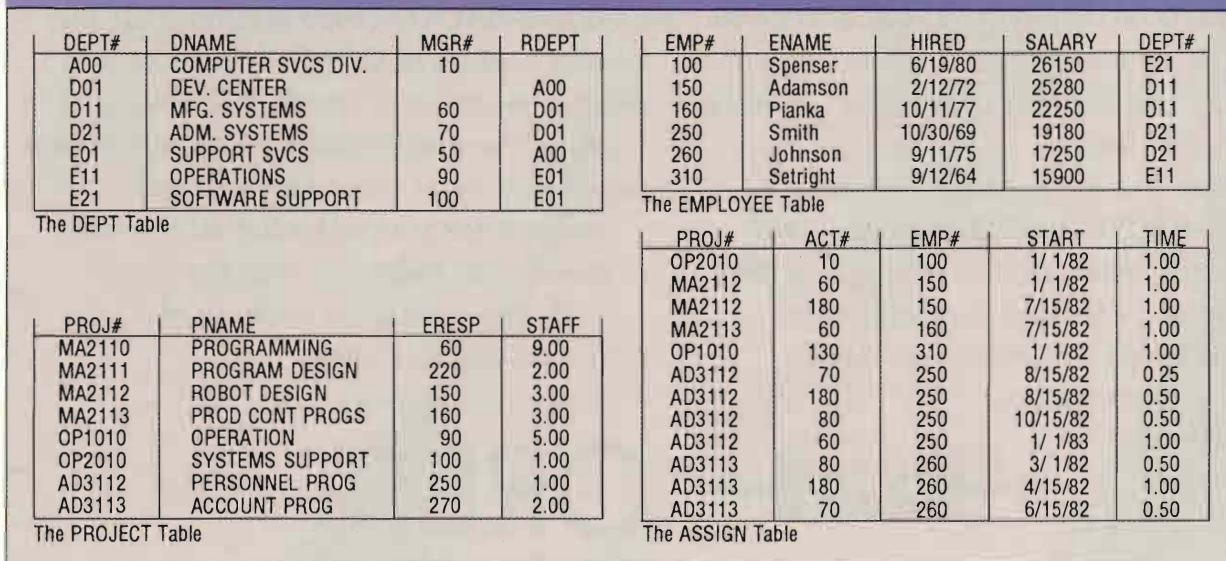 DEPT# DNAME MGR# RDEPT
A00 COMPUTER SVCS DIV. 10
D01 DEV. CENTER A00
D11 MFG. SYSTEMS 60 D01
D21 ADM. SYSTEMS 70 D01
E01 SUPPORT SVCS 50 A00
E11 OPERATIONS 90 E01
E21 SOFTWARE SUPPORT 100 E01
The DEPT Table
EMP# ENAME HIRED SALARY DEPT#
100 Spenser 6/19/80 26150 E21
150 Adamson 2/12/72 25280 D11
160 Pianka 10/11/77 22250 D11
250 Smith 10/30/69 19180 D21
260 Johnson 9/11/75 17250 D21
310 Setright 9/12/64 15900 E11
The EMPLOYEE Table
PROJ# PNAME ERESP STAFF
MA2110 PROGRAMMING 60 9.00
MA2111 PROGRAM DESIGN 220 2.00
MA2112 ROBOT DESIGN 150 3.00
MA2113 PROD CONT PROGS 160 3.00
OP1010 OPERATION 90 5.00
OP2010 SYSTEMS SUPPORT 100 1.00
AD3112 PERSONNEL PROG 250 1.00
AD3113 ACCOUNT PROG 270 2.00
The PROJECT Table
PROJ# ACT# EMP# START TIME
OP2010 10 100 1/ 1/82 1.00
MA2112 60 150 1/ 1/82 1.00
MA2112 180 150 7/15/82 1.00
MA2113 60 160 7/15/82 1.00
OP1010 130 310 1/ 1/82 1.00
AD3112 70 250 8/15/82 0.25
AD3112 180 250 8/15/82 0.50
AD3112 80 250 10/15/82 0.50
AD3112 60 250 1/ 1/83 1.00
AD3113 80 260 3/ 1/82 0.50
AD3113 180 260 4/15/82 1.00
AD3113 70 260 6/15/82 0.50
The ASSIGN Table